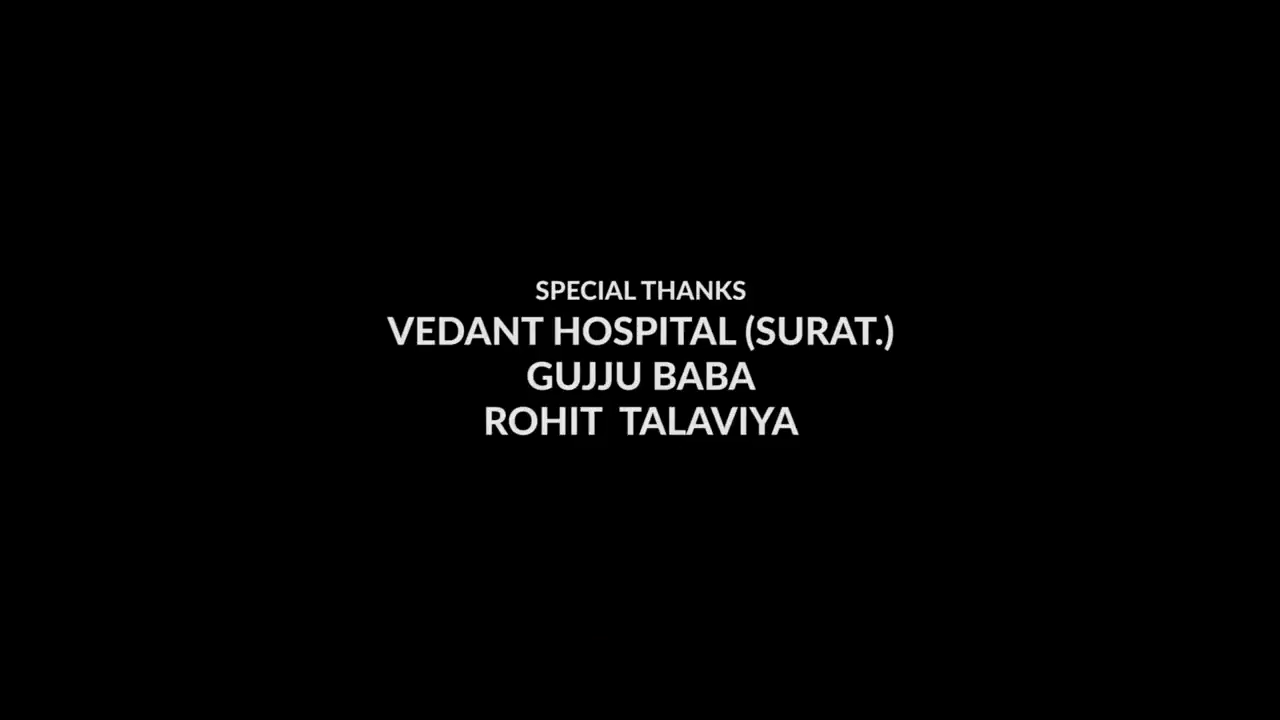 SPECIAL THANKS
VEDANT HOSPITAL (SURAT.)
GUJJU BABA
ROHIT  TALAVIYA